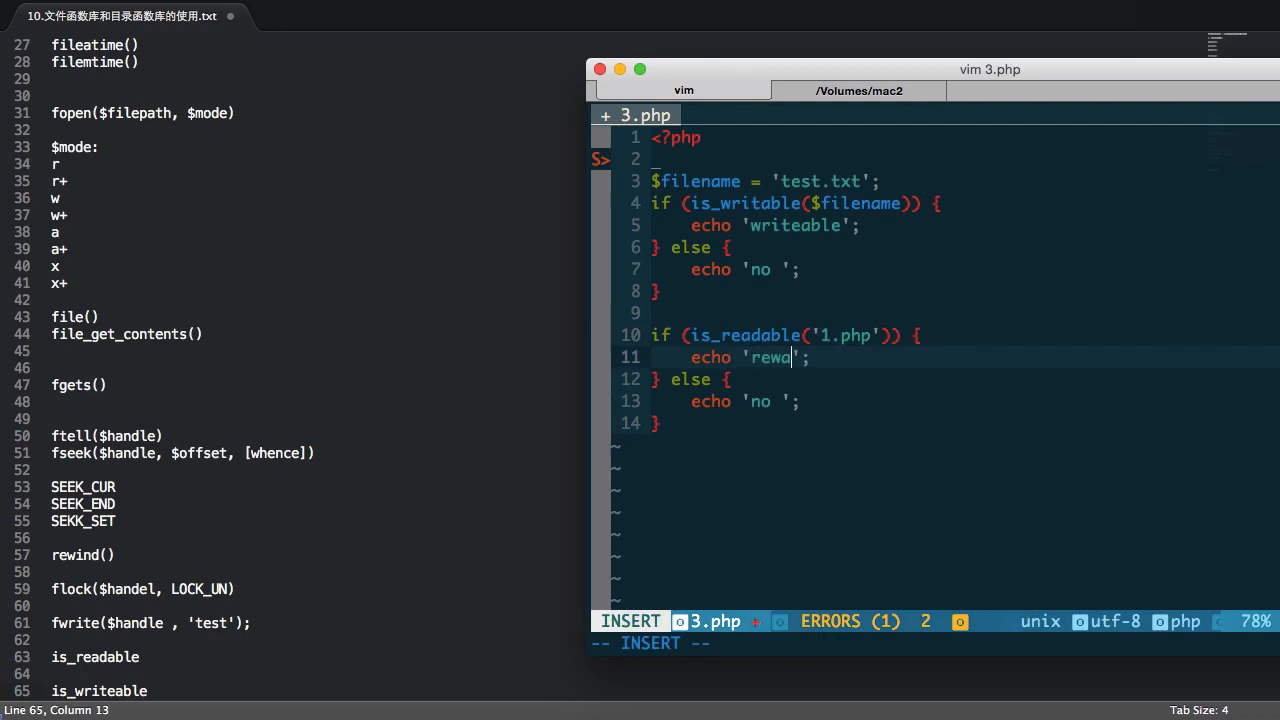 10.文件函数库和目录函数库的使用.txt
27 fileatime()
28 filemtime()
29
30
31 fopen($filepath, $mode)
32
33 $mode:
34 r
35 r+
36 w
37 w+
38 a
39 a+
40 x
41 x+
42
43 file()
44 file_get_contents()
45
46
47 fgets()
48
49
50 ftell($handle)
51 fseek($handle, $offset, [whence])
52
53 SEEK_CUR
54 SEEK_END
55 SEKK_SET
56
57 rewind()
58
59 flock($handel, LOCK_UN)
60
61 fwrite($handle , 'test');
62
63 is_readable
64
65 is_writeable
Line 65, Column 13
Tab Size: 4
vim 3.php
vim
/Volumes/mac2
+ 3.php
1 <?php
S> 2
3 $filename = 'test.txt';
4 if (is_writable($filename)) {
5 echo 'writeable';
6 } else {
7 echo 'no ';
8 }
9
10 if (is_readable('1.php')) {
11 echo 'rewa';
12 } else {
13 echo 'no ';
14 }
~
~
~
~
~
~
~
~
INSERT 3.php * ERRORS (1) 2 unix utf-8 php 78%
-- INSERT --